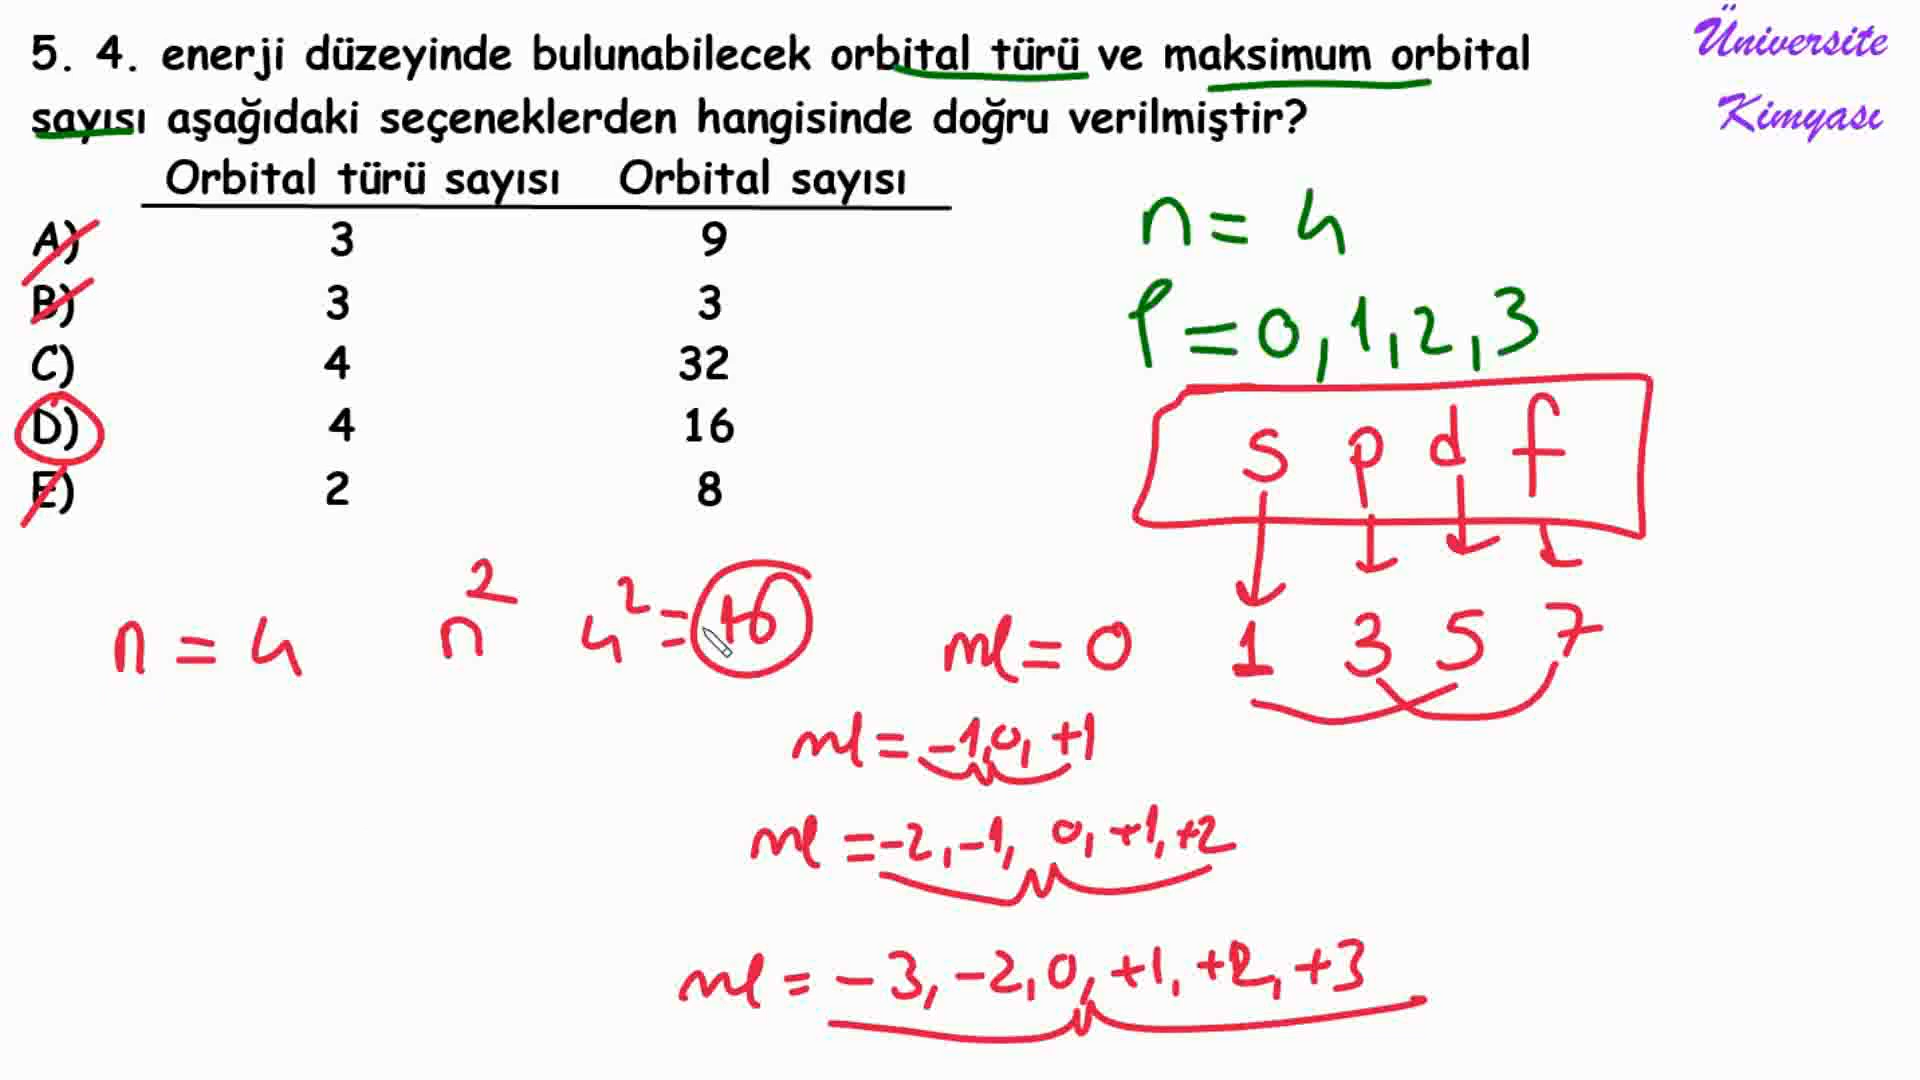 5. 4. enerji düzeyinde bulunabilecek orbital türü ve maksimum orbital
sayısı aşağıdaki seçeneklerden hangisinde doğru verilmiştir?
Üniversite
Kimyası
Orbital türü sayısı Orbital sayısı
A) 3 9
B) 3 3
C) 4 32
D) 4 16
E) 2 8
n = 4
l = 0, 1, 2, 3
s p d f
1 3 5 7
n = 4 n² 4² = 16
ml = 0
ml = -1, 0, +1
ml = -2, -1, 0, +1, +2
ml = -3, -2, 0, +1, +2, +3